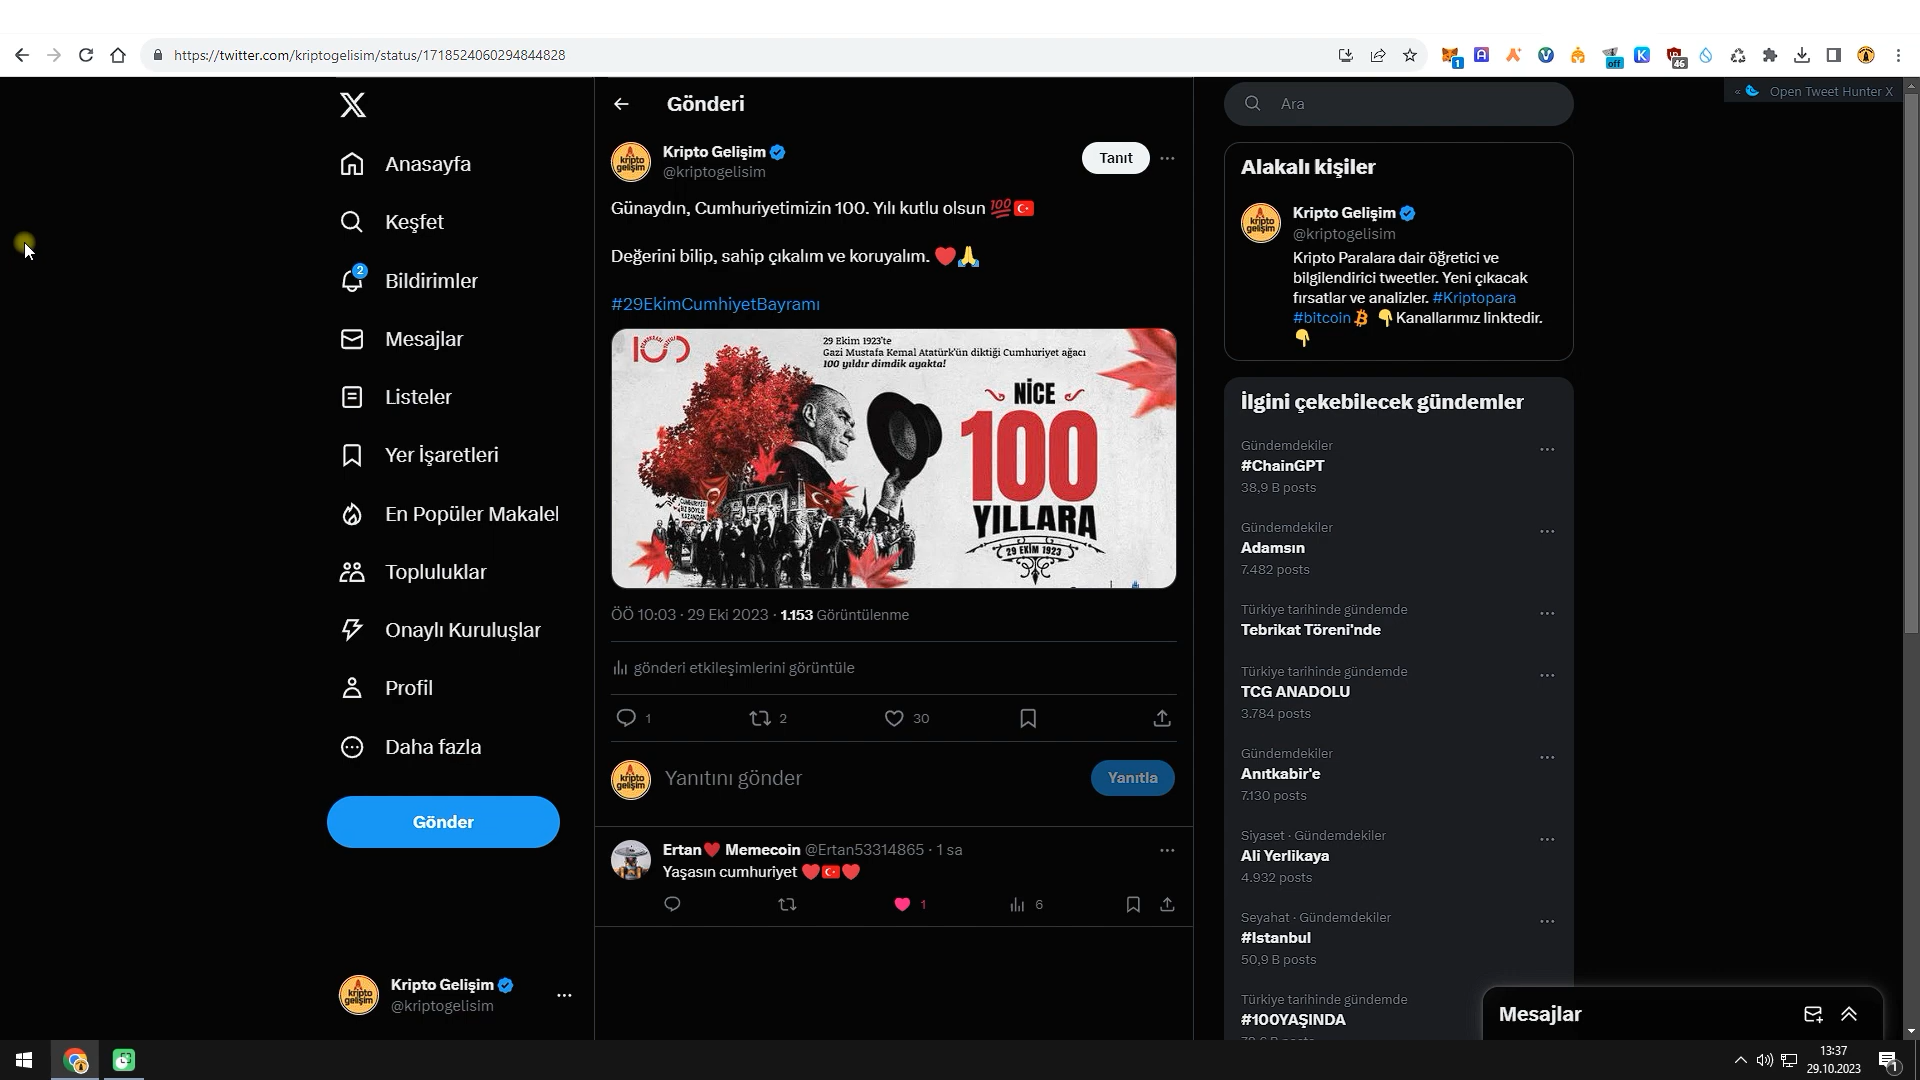 https://twitter.com/kriptogelisim/status/1718524060294844828
1
off
46
Open Tweet Hunter X
Anasayfa
Keşfet
2
Bildirimler
Mesajlar
Listeler
Yer İşaretleri
En Popüler Makalel
Topluluklar
Onaylı Kuruluşlar
Profil
Daha fazla
Gönder
Kripto Gelişim
@kriptogelisim
Gönderi
kripto gelişim
Kripto Gelişim
@kriptogelisim
Tanıt
Günaydın, Cumhuriyetimizin 100. Yılı kutlu olsun 💯🇹🇷
Değerini bilip, sahip çıkalım ve koruyalım. ❤️🙏
#29EkimCumhiyetBayramı
100
29 Ekim 1923'te
Gazi Mustafa Kemal Atatürk'ün diktiği Cumhuriyet ağacı
100 yıldır dimdik ayakta!
NİCE
100
YILLARA
29 EKİM 1923
ÖÖ 10:03 · 29 Eki 2023 · 1.153 Görüntülenme
gönderi etkileşimlerini görüntüle
1 2 30
Yanıtını gönder
Yanıtla
Ertan❤️ Memecoin @Ertan53314865 · 1 sa
Yaşasın cumhuriyet ❤️🇹🇷❤️
1 6
Ara
Alakalı kişiler
Kripto Gelişim
@kriptogelisim
Kripto Paralara dair öğretici ve
bilgilendirici tweetler. Yeni çıkacak
fırsatlar ve analizler. #Kriptopara
#bitcoin 👇Kanallarımız linktedir.
👇
İlgini çekebilecek gündemler
Gündemdekiler
#ChainGPT
38,9 B posts
Gündemdekiler
Adamsın
7.482 posts
Türkiye tarihinde gündemde
Tebrikat Töreni'nde
Türkiye tarihinde gündemde
TCG ANADOLU
3.784 posts
Gündemdekiler
Anıtkabir'e
7.130 posts
Siyaset · Gündemdekiler
Ali Yerlikaya
4.932 posts
Seyahat · Gündemdekiler
#Istanbul
50,9 B posts
Türkiye tarihinde gündemde
#100YAŞINDA
Mesajlar
13:37
29.10.2023
1